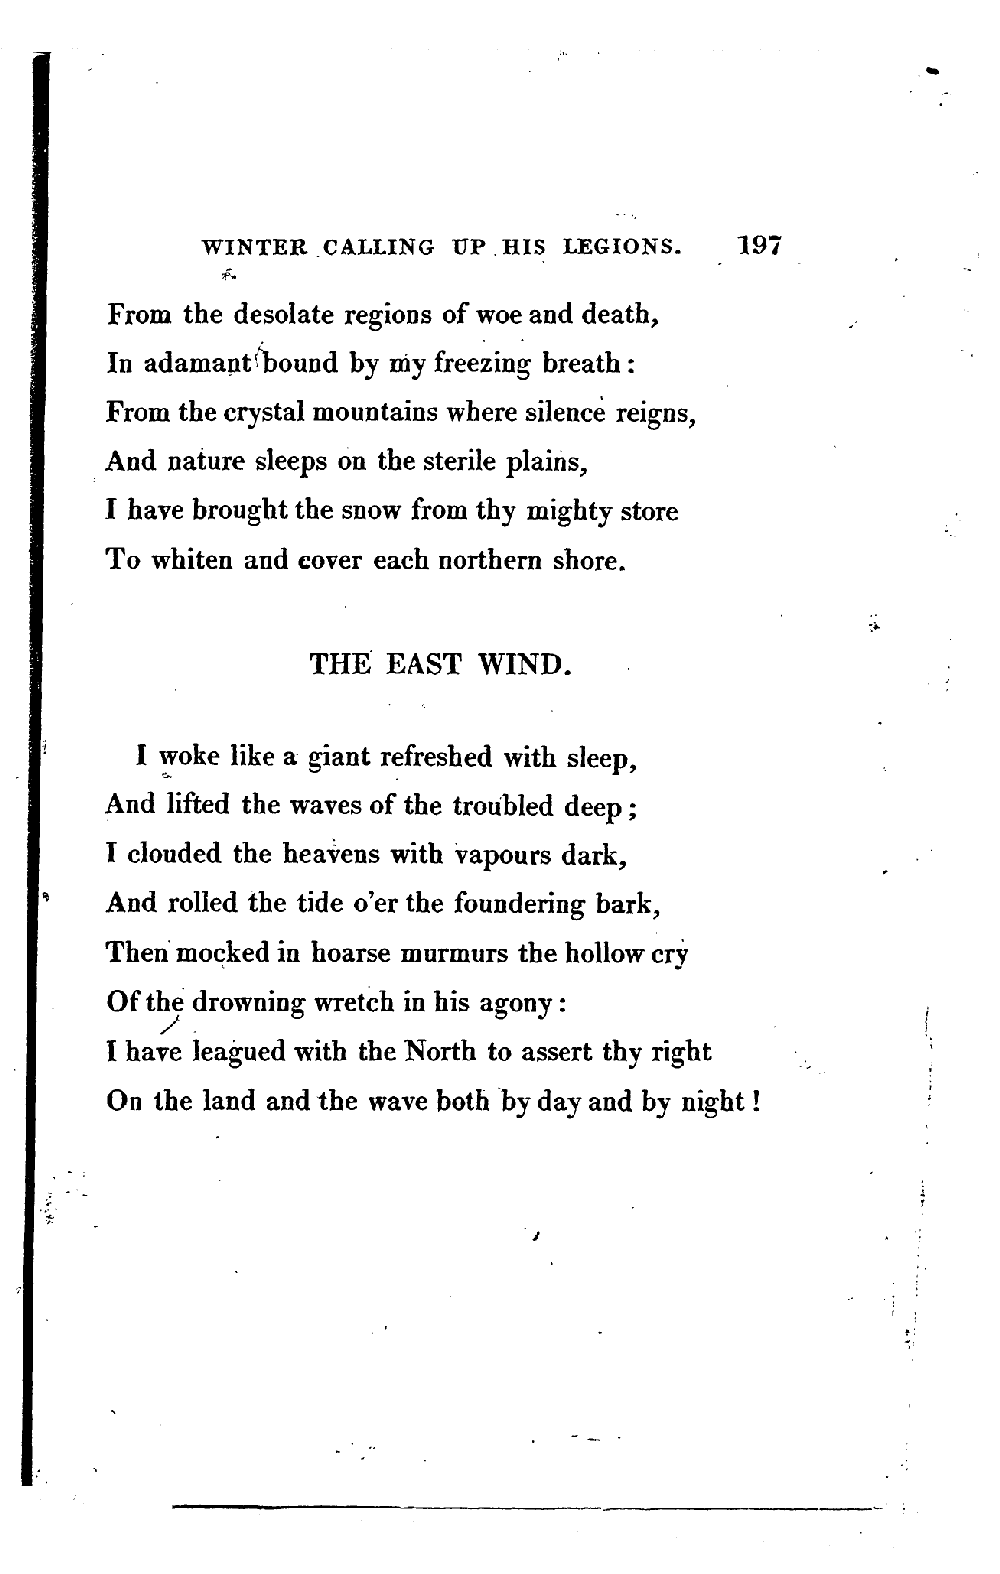 WINTER CALLING UP HIS LEGIONS. 197
From the desolate regions of woe and death,
In adamant bound by my freezing breath :
From the crystal mountains where silence reigns,
And nature sleeps on the sterile plains,
I have brought the snow from thy mighty store
To whiten and cover each northern shore.
THE EAST WIND.
I woke like a giant refreshed with sleep,
And lifted the waves of the troubled deep ;
I clouded the heavens with vapours dark,
And rolled the tide o'er the foundering bark,
Then mocked in hoarse murmurs the hollow cry
Of the drowning wretch in his agony :
I have leagued with the North to assert thy right
On the land and the wave both by day and by night !